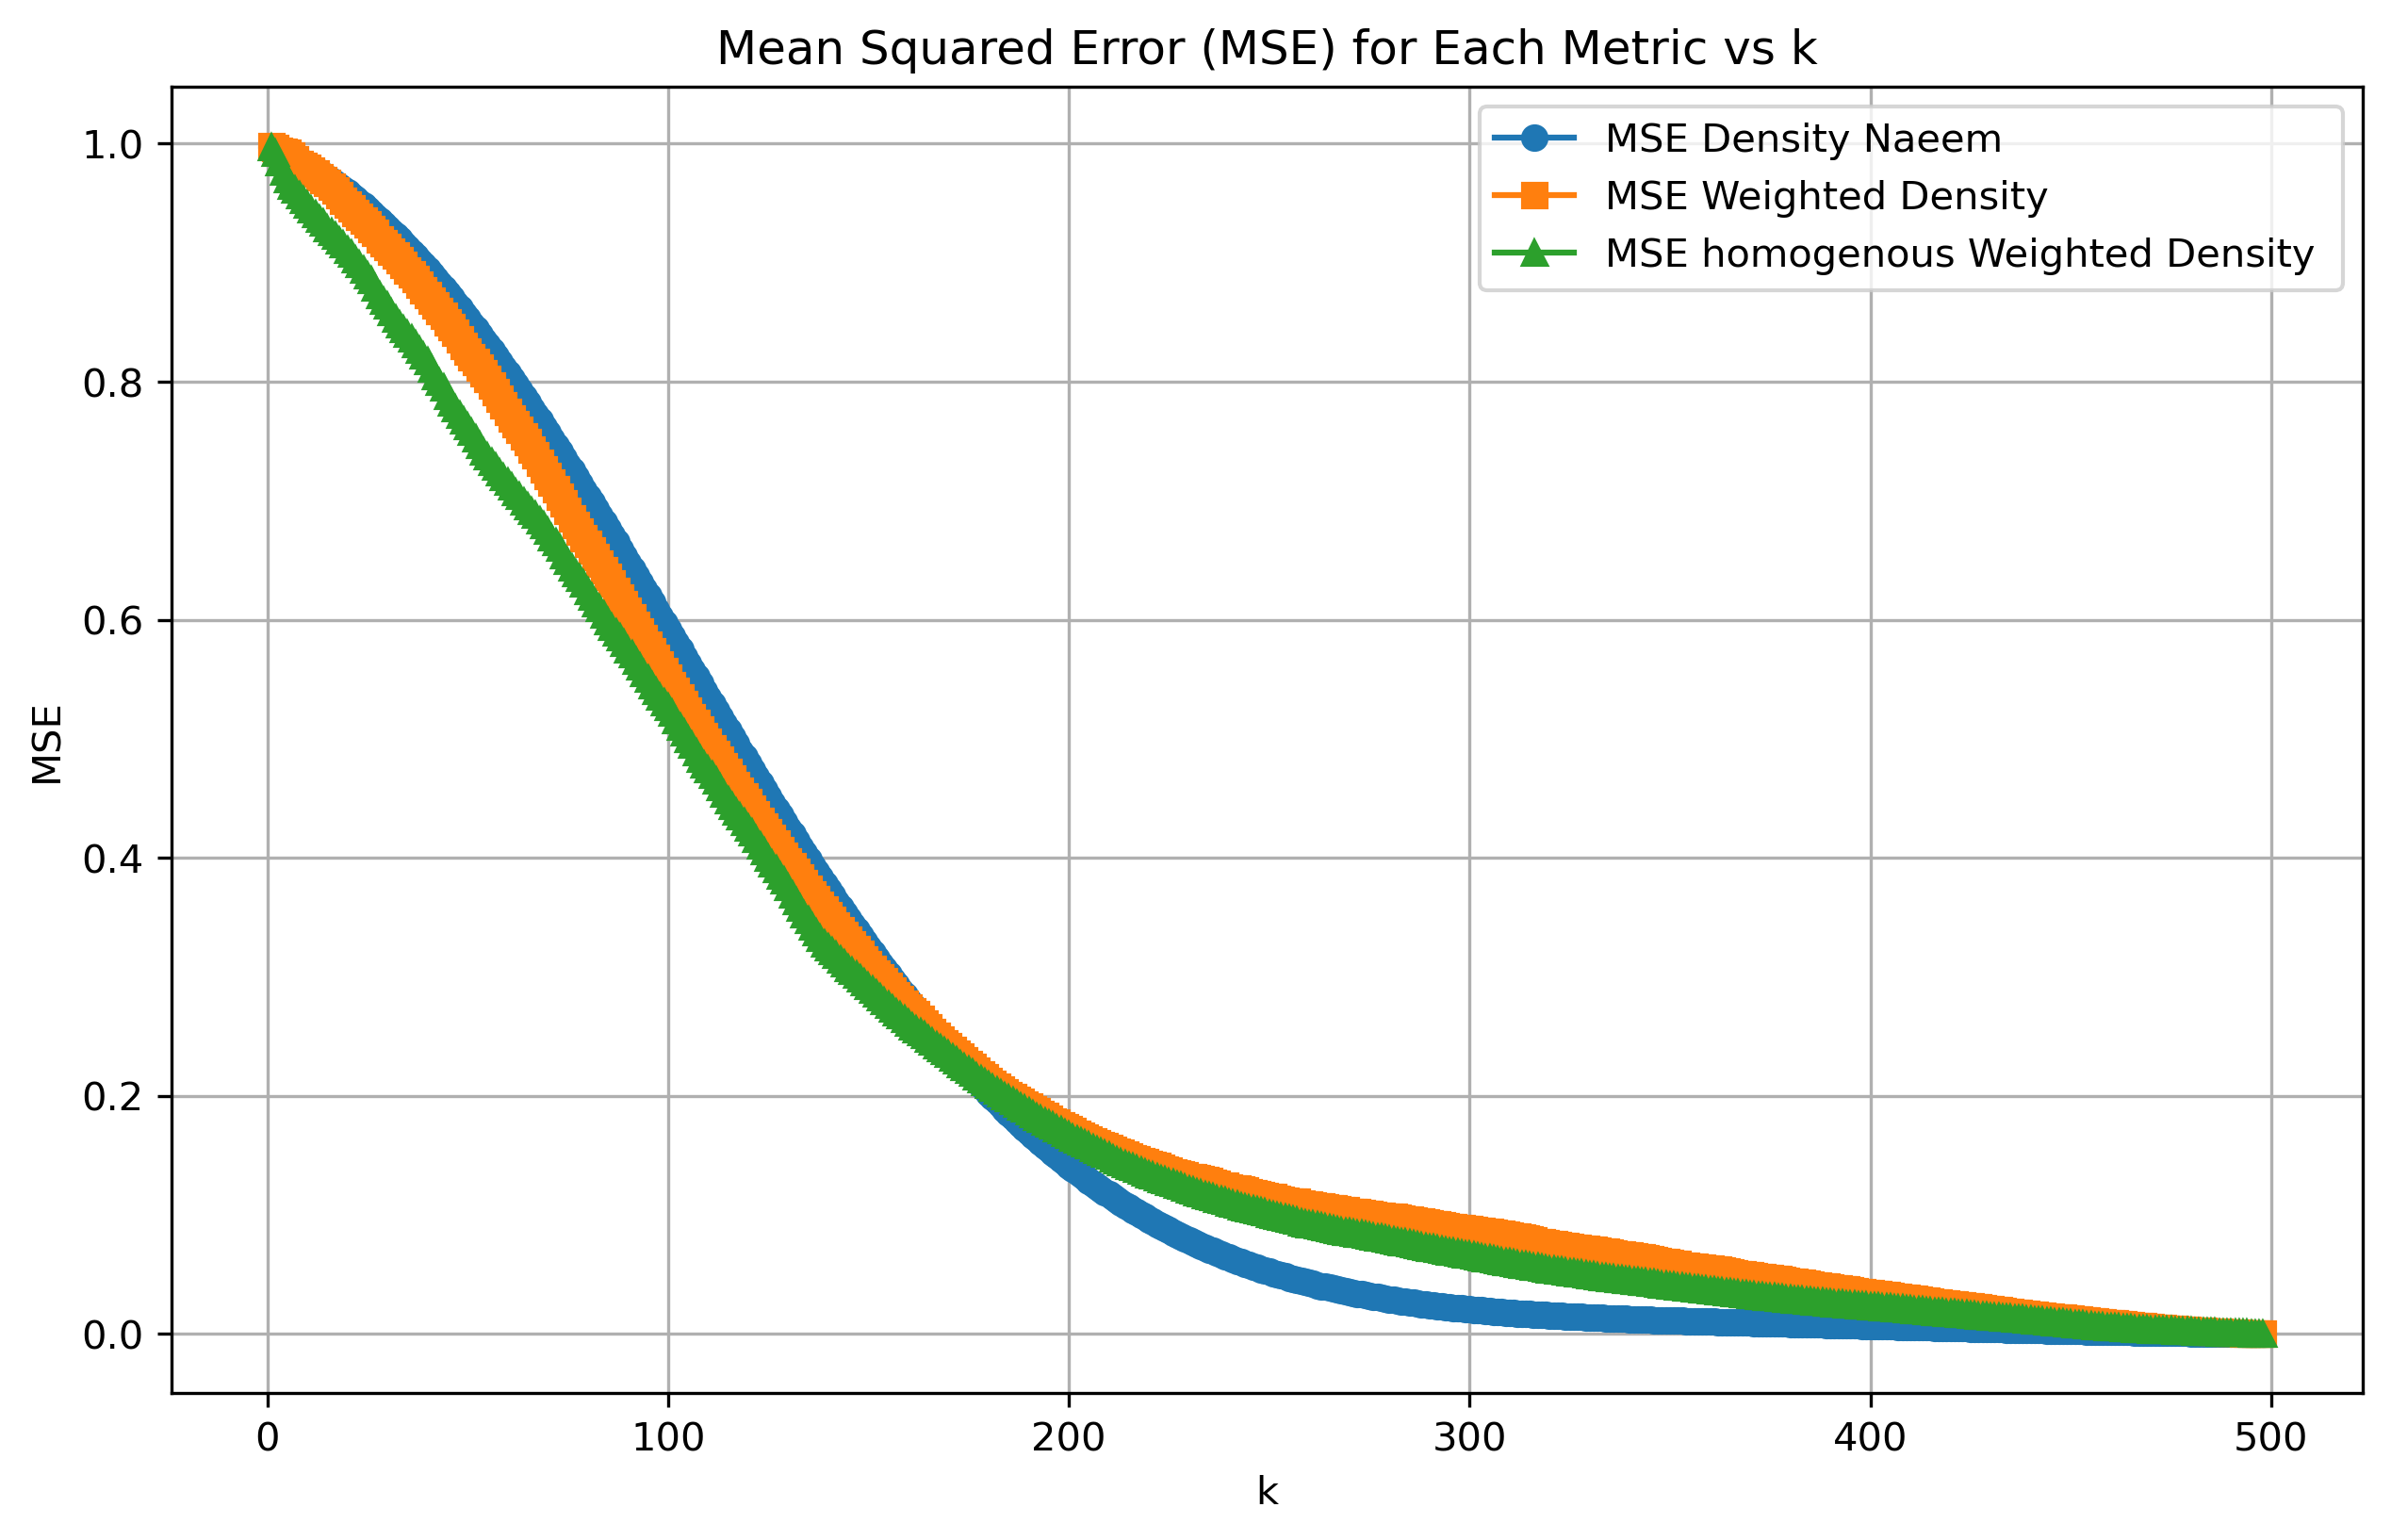 Mean Squared Error (MSE) for Each Metric vs k
MSE Density Naeem
MSE Weighted Density
MSE homogenous Weighted Density
MSE
1.0
0.8
0.6
0.4
0.2
0.0
0 100 200 300 400 500
k